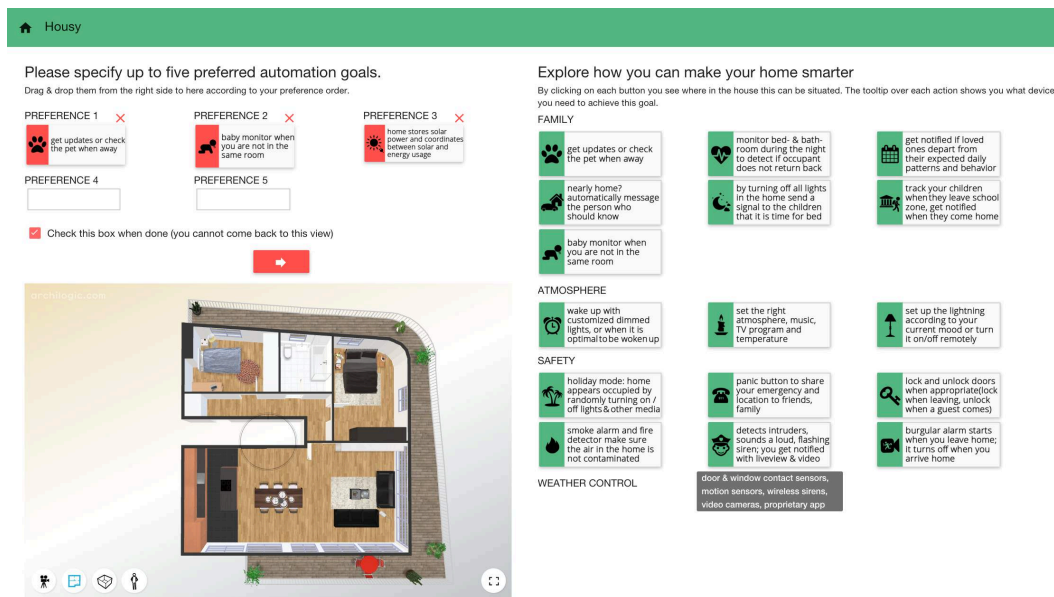 Housy
Please specify up to five preferred automation goals.
Drag & drop them from the right side to here according to your preference order.
PREFERENCE 1
get updates or check
the pet when away
PREFERENCE 2
baby monitor when
you are not in the
same room
PREFERENCE 3
home stores solar
power and coordinates
between solar and
energy usage
PREFERENCE 4
PREFERENCE 5
Check this box when done (you cannot come back to this view)
archilogic.com
Explore how you can make your home smarter
By clicking on each button you see where in the house this can be situated. The tooltip over each action shows you what device
you need to achieve this goal.
FAMILY
get updates or check
the pet when away
monitor bed- & bath-
room during the night
to detect if occupant
does not return back
get notified if loved
ones depart from
their expected daily
patterns and behavior
nearly home?
automatically message
the person who
should know
by turning off all lights
in the home send a
signal to the children
that it is time for bed
track your children
when they leave school
zone, get notified
when they come home
baby monitor when
you are not in the
same room
ATMOSPHERE
wake up with
customized dimmed
lights, or when it is
optimal to be woken up
set the right
atmosphere, music,
TV program and
temperature
set up the lightning
according to your
current mood or turn
it on/off remotely
SAFETY
holiday mode: home
appears occupied by
randomly turning on /
off lights & other media
panic button to share
your emergency and
location to friends,
family
lock and unlock doors
when appropriate(lock
when leaving, unlock
when a guest comes)
smoke alarm and fire
detector make sure
the air in the home is
not contaminated
detects intruders,
sounds a loud, flashing
siren; you get notified
with liveview & video
burgular alarm starts
when you leave home;
it turns off when you
arrive home
WEATHER CONTROL
door & window contact sensors,
motion sensors, wireless sirens,
video cameras, proprietary app